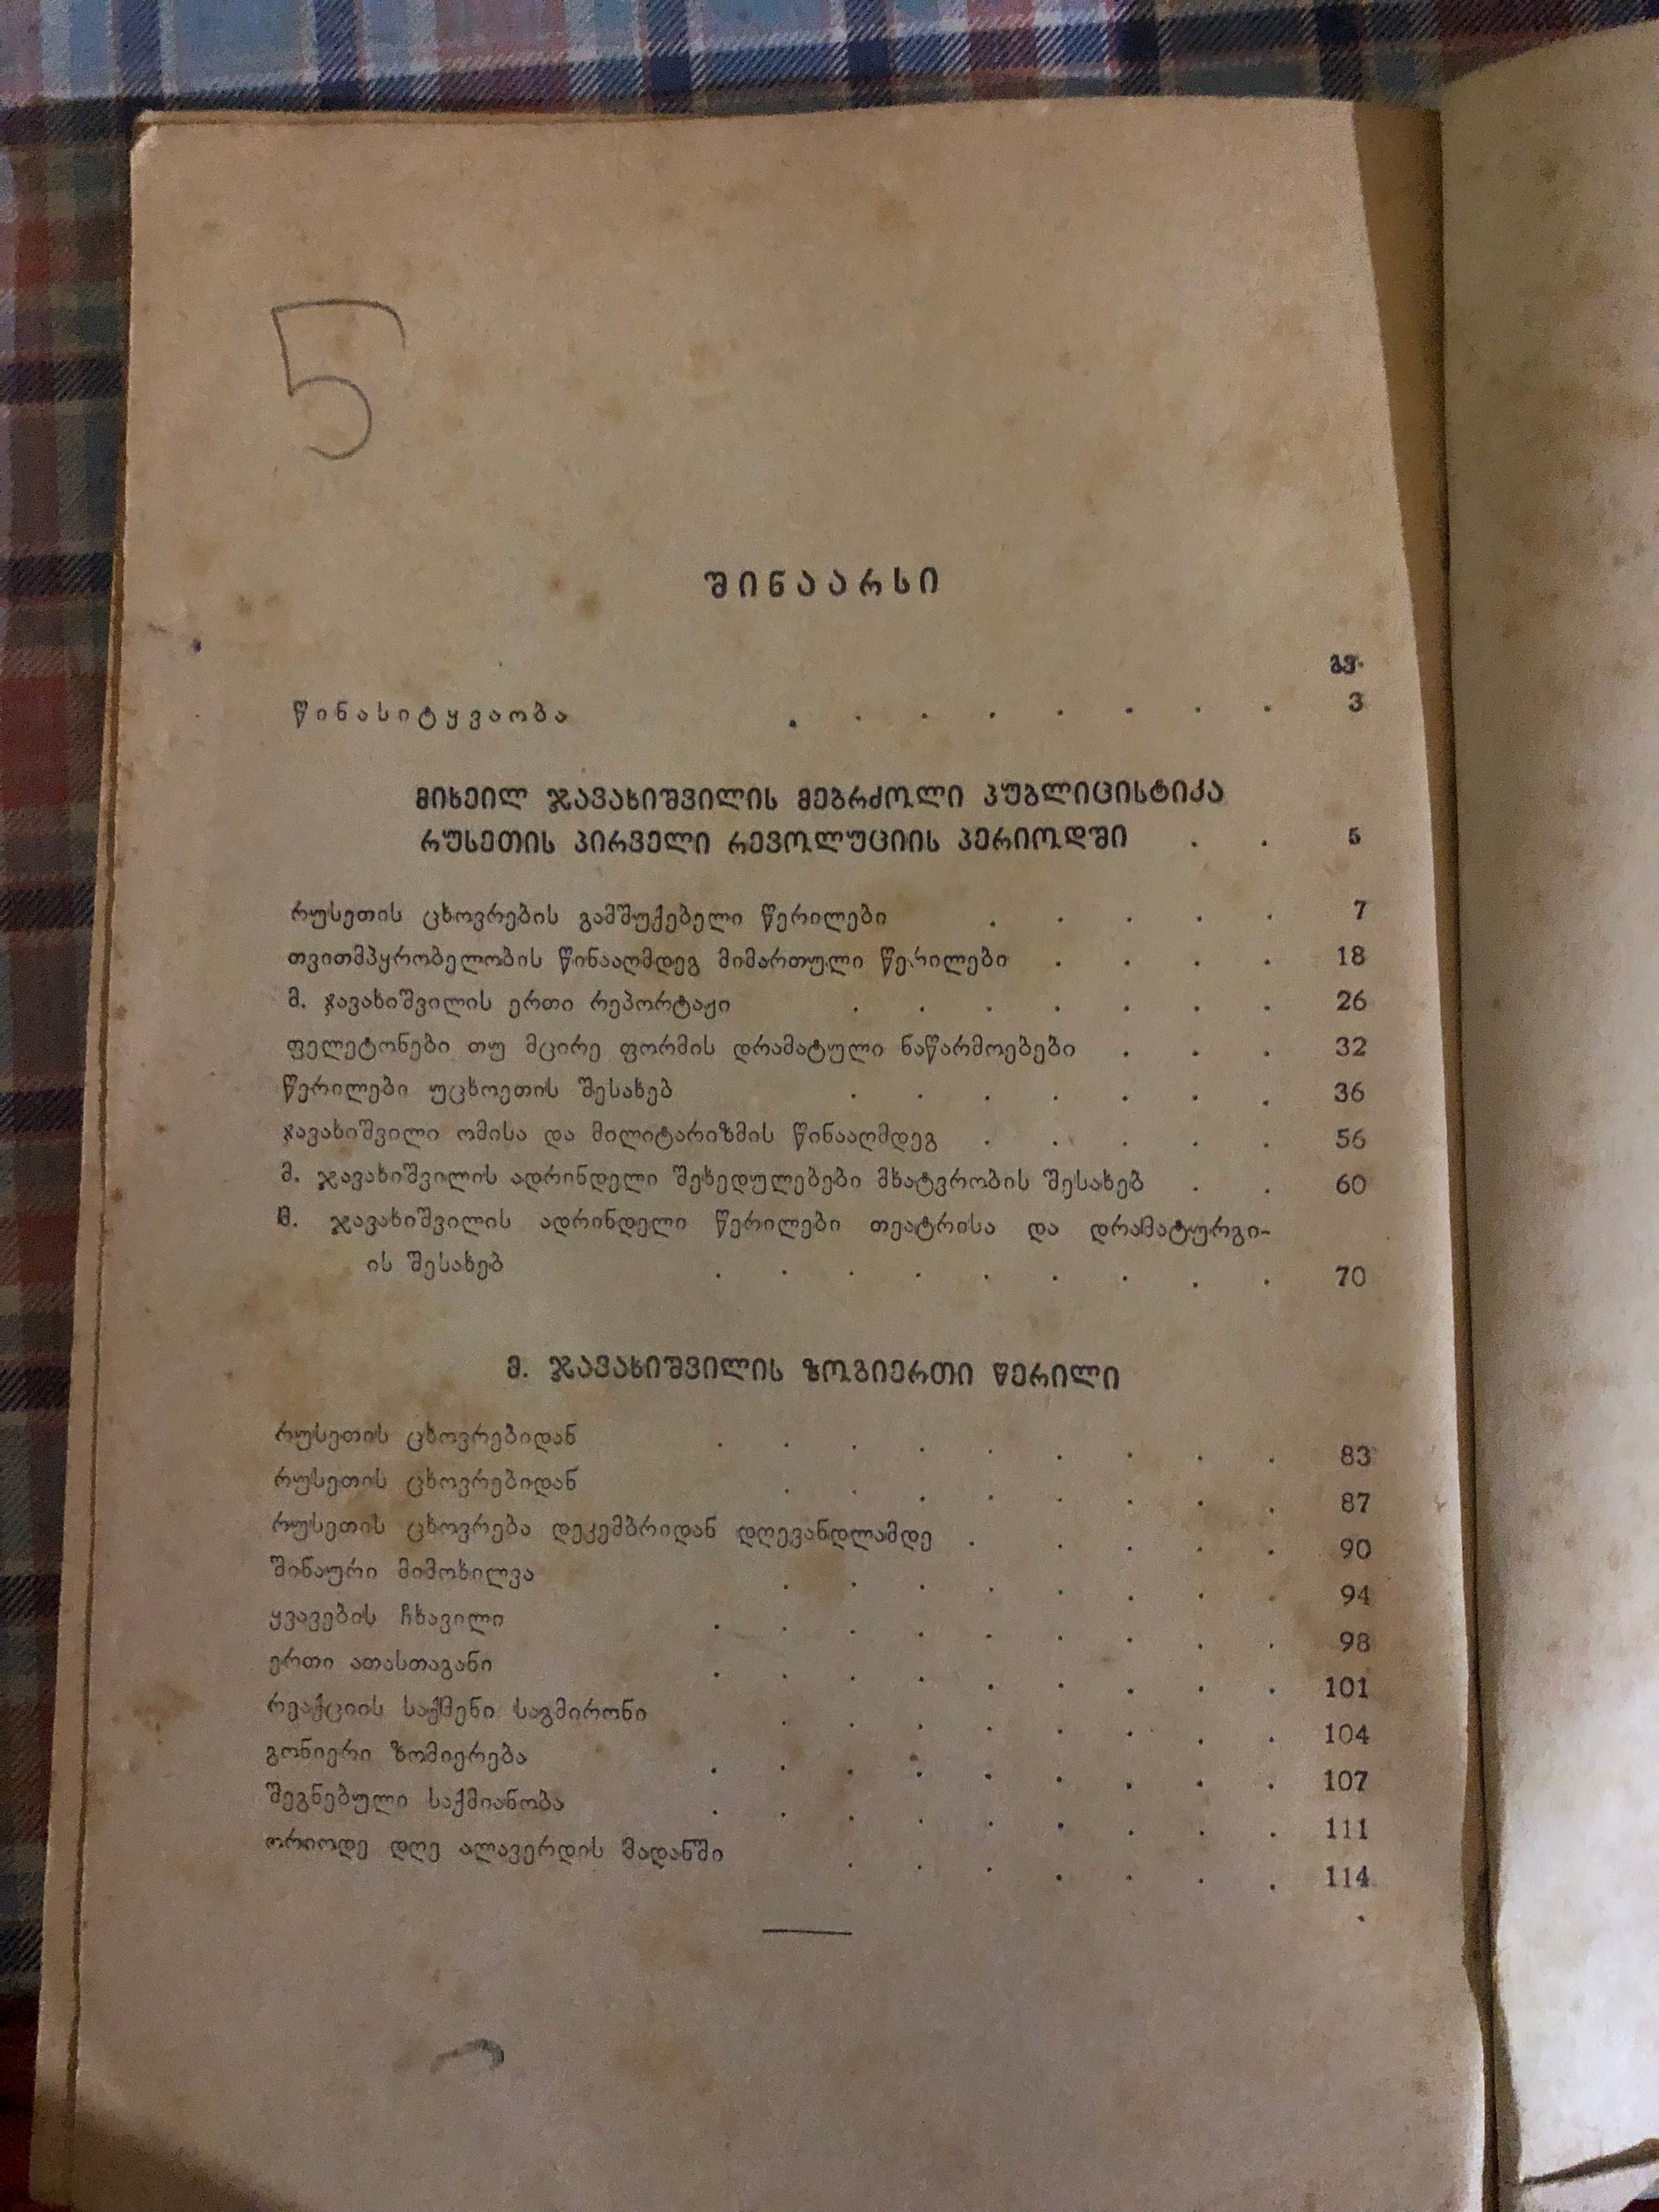 5
შინაარსი
გვ.
წინასიტყვაობა . . . . . . . . 3
მიხეილ ჯავახიშვილის მებრძოლი პუბლიცისტიკა
რუსეთის პირველი რევოლუციის პერიოდში . . 5
რუსეთის ცხოვრების გამშუქებელი წერილები . . . . . 7
თვითმპყრობელობის წინააღმდეგ მიმართული წერილები . . . . 18
მ. ჯავახიშვილის ერთი რეპორტაჟი . . . . . . . 26
ფელეტონები თუ მცირე ფორმის დრამატული ნაწარმოებები . . . 32
წერილები უცხოეთის შესახებ . . . . . . . 36
ჯავახიშვილი ომისა და მილიტარიზმის წინააღმდეგ . . . . . 56
მ. ჯავახიშვილის ადრინდელი შეხედულებები მხატვრობის შესახებ . . 60
მ. ჯავახიშვილის ადრინდელი წერილები თეატრისა და დრამატურგი-
ის შესახებ . . . . . . . . . 70
მ. ჯავახიშვილის ზოგიერთი წერილი
რუსეთის ცხოვრებიდან . . . . . . . . . 83
რუსეთის ცხოვრებიდან . . . . . . . . 87
რუსეთის ცხოვრება დეკემბრიდან დღევანდლამდე . . . . . 90
შინაური მიმოხილვა . . . . . . . . 94
ყვავების ჩხავილი . . . . . . . . . 98
ერთი ათასთაგანი . . . . . . . . . 101
რეაქციის საქმენი საგმირონი . . . . . . . . 104
გონიერი ზომიერება . . . . . . . . . 107
შეგნებული საქმიანობა . . . . . . . . . 111
ორიოდე დღე ალავერდის მადანში . . . . . . . 114